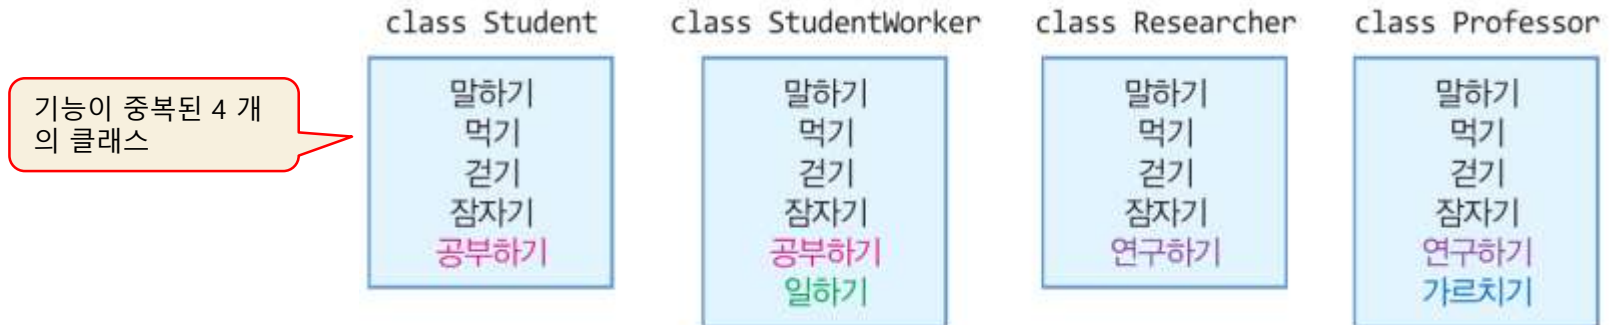 class Student
class StudentWorker
class Researcher
class Professor
기능이 중복된 4 개
의 클래스
말하기
먹기
걷기
잠자기
공부하기
말하기
먹기
걷기
잠자기
공부하기
일하기
말하기
먹기
걷기
잠자기
연구하기
말하기
먹기
걷기
잠자기
연구하기
가르치기